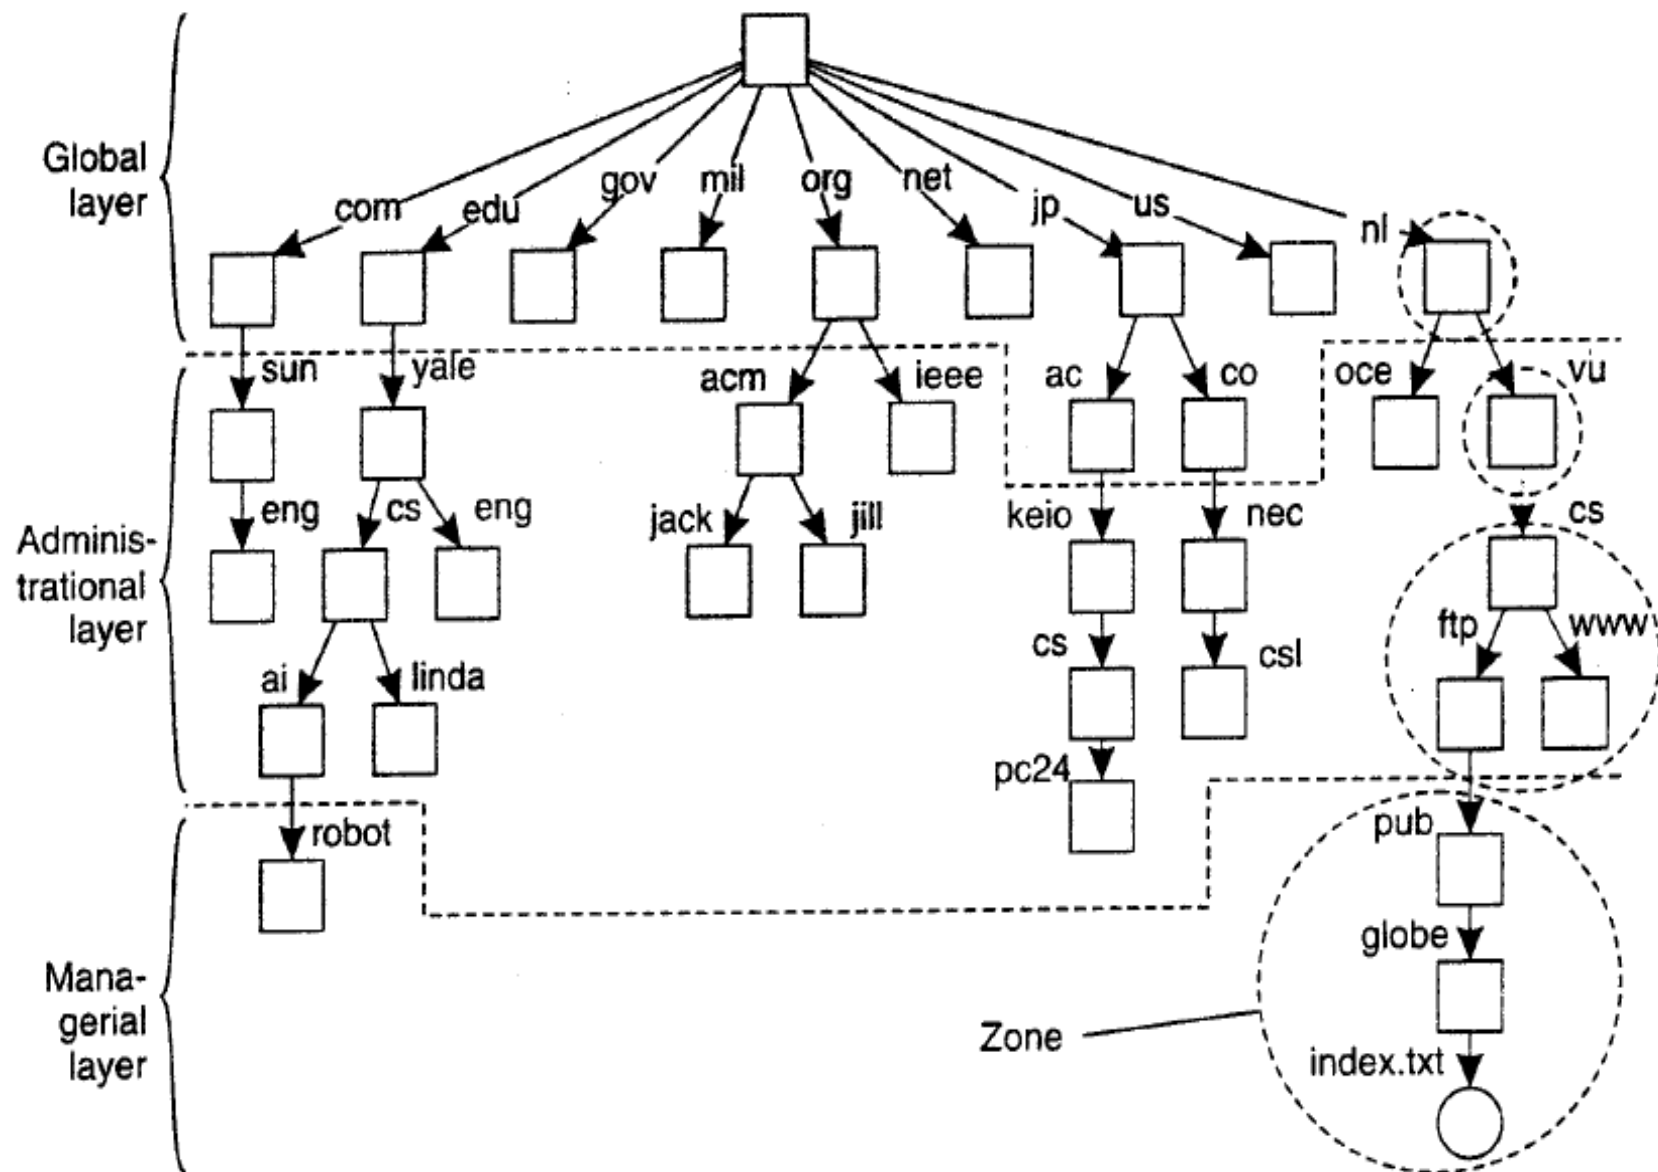 Global
layer
com
edu
gov
mil
org
net
jp
us
nl
sun
yale
acm
ieee
ac
co
oce
vu
Adminis-
trational
layer
eng
cs
eng
jack
jill
keio
nec
cs
ai
linda
cs
csl
ftp
www
pc24
robot
pub
Mana-
gerial
layer
globe
Zone
index.txt